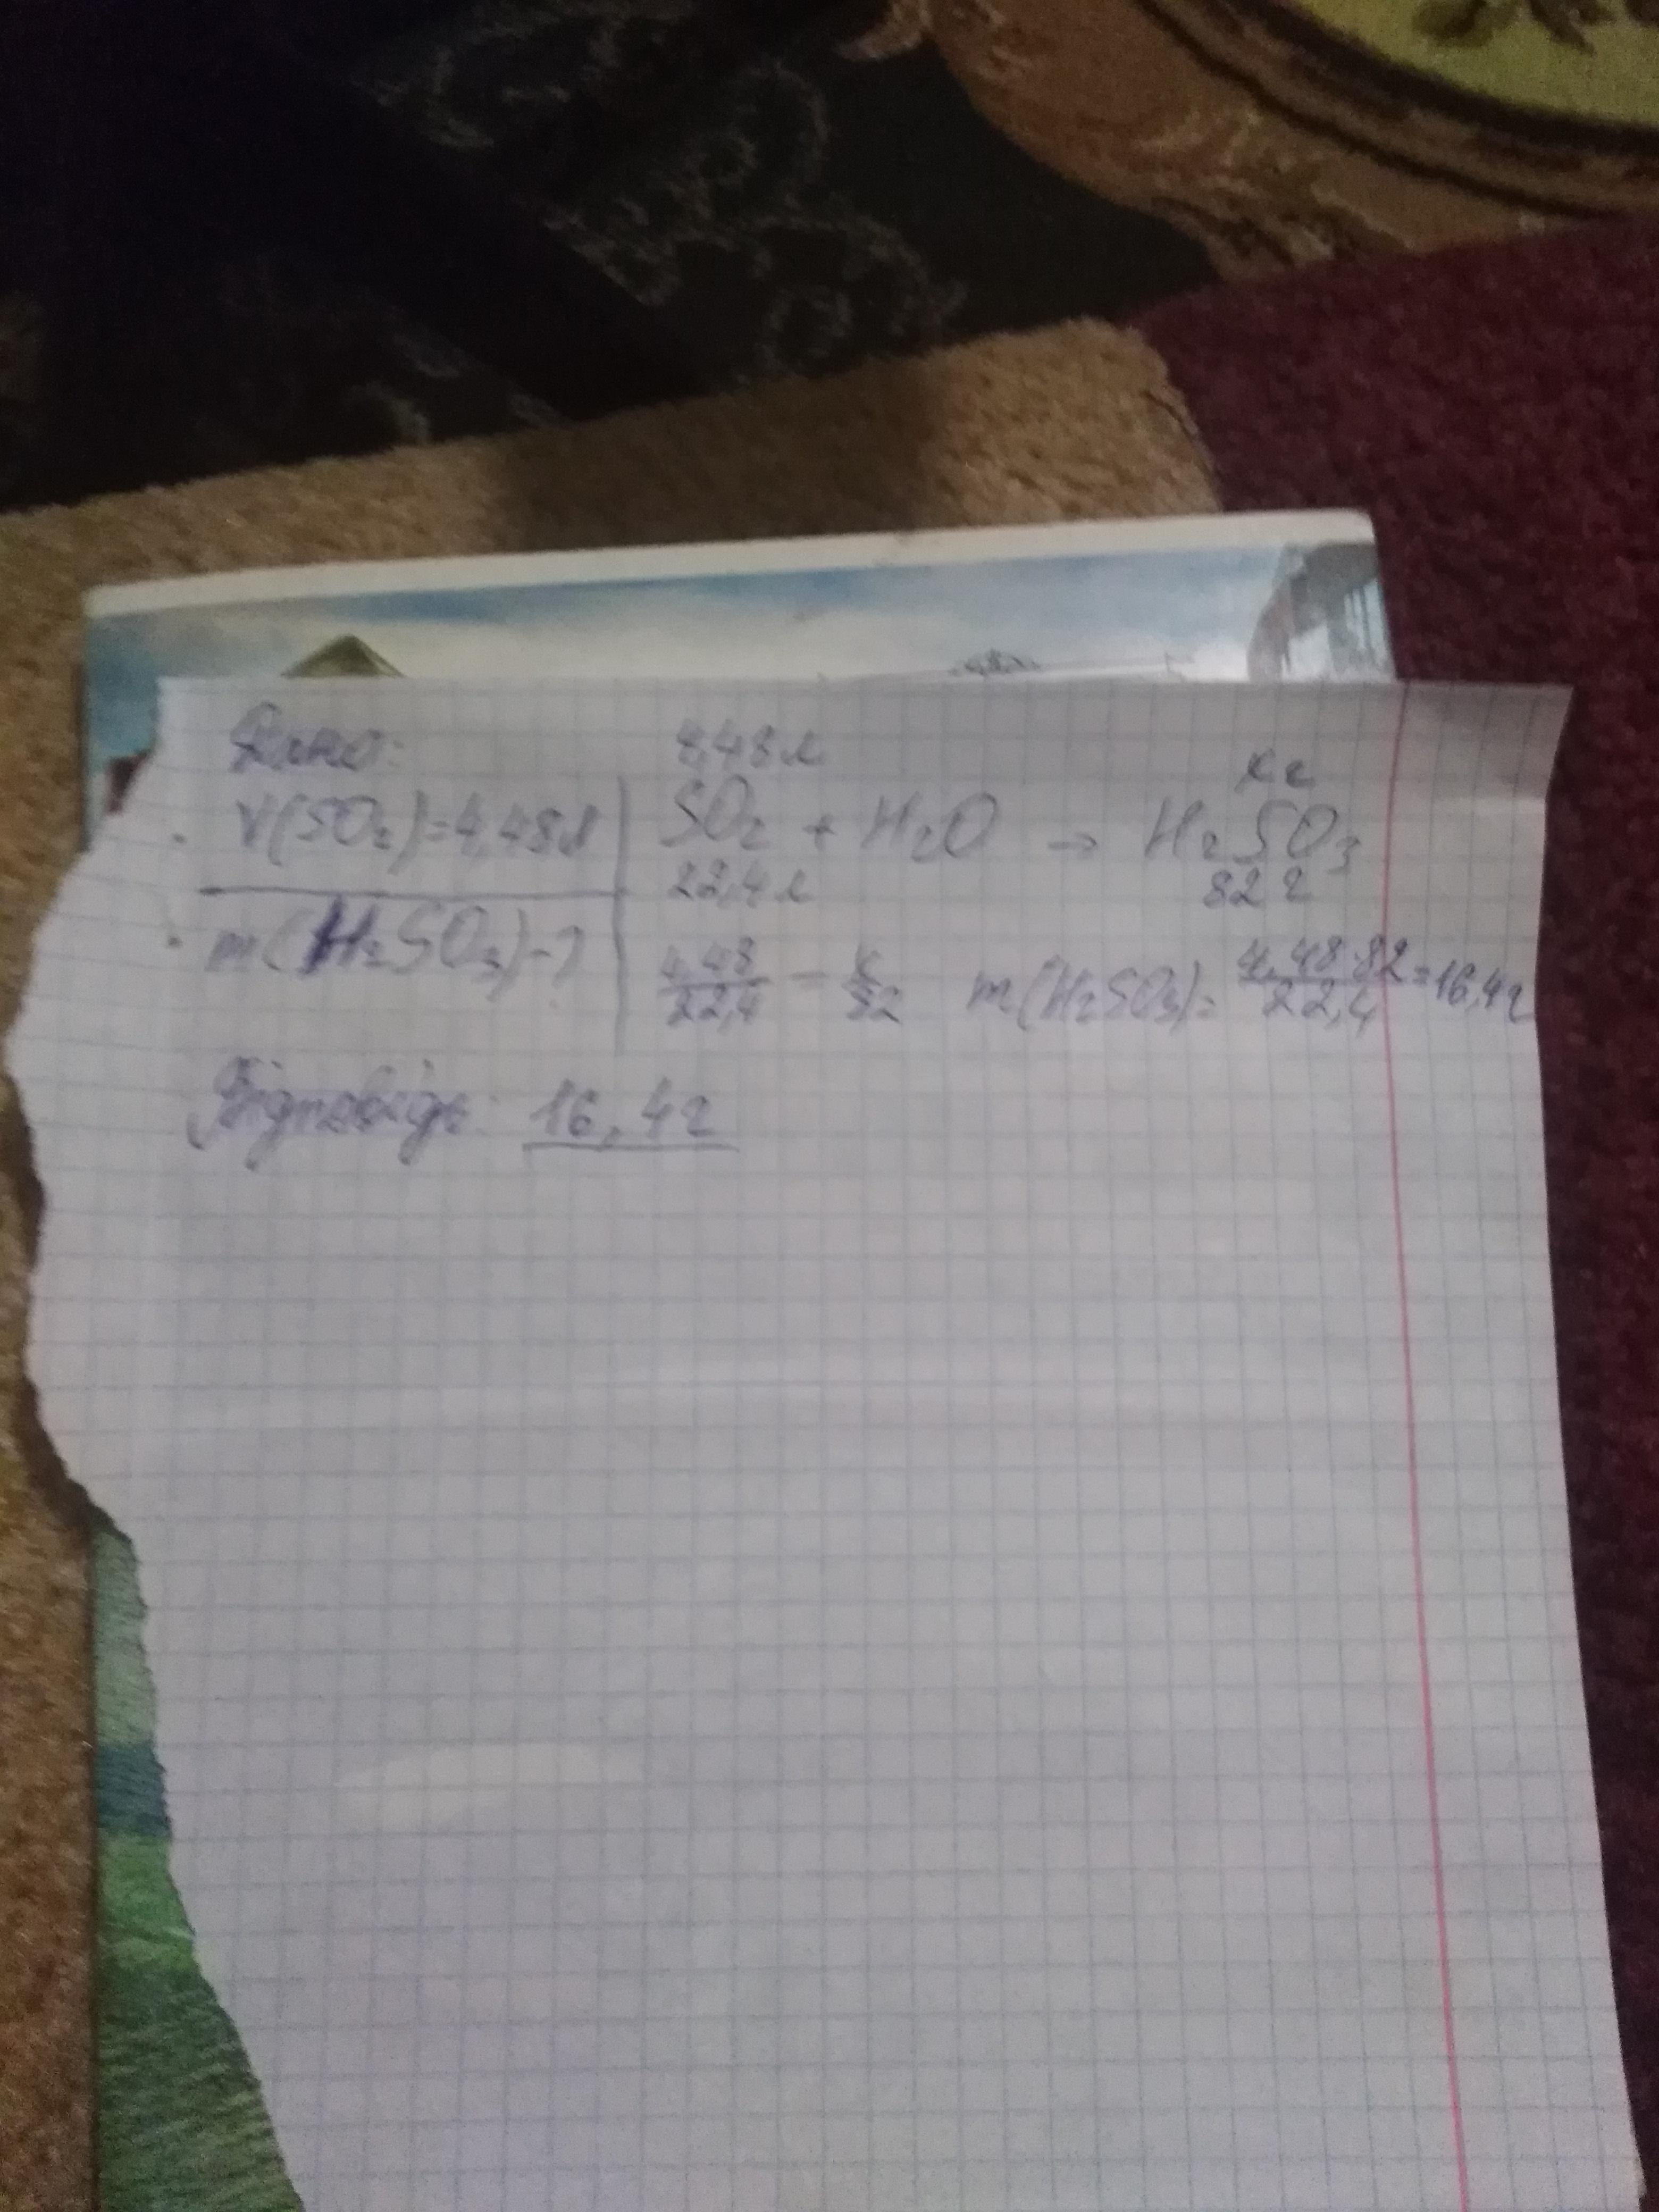 Дано:
V(SO₂)=4,48л
m(H₂SO₃)-?
4,48л xг
SO₂ + H₂O → H₂SO₃
22,4л 82г
4,48/22,4 = x/82 m(H₂SO₃)= 4,48·82/22,4 =16,4г
Відповідь: 16,4г